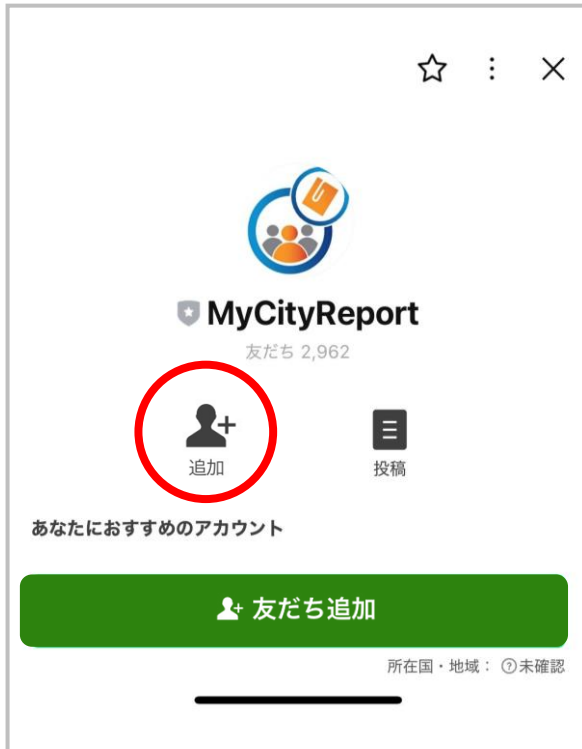 MyCityReport
友だち 2,962
追加
投稿
あなたにおすすめのアカウント
友だち追加
所在国・地域： ?未確認